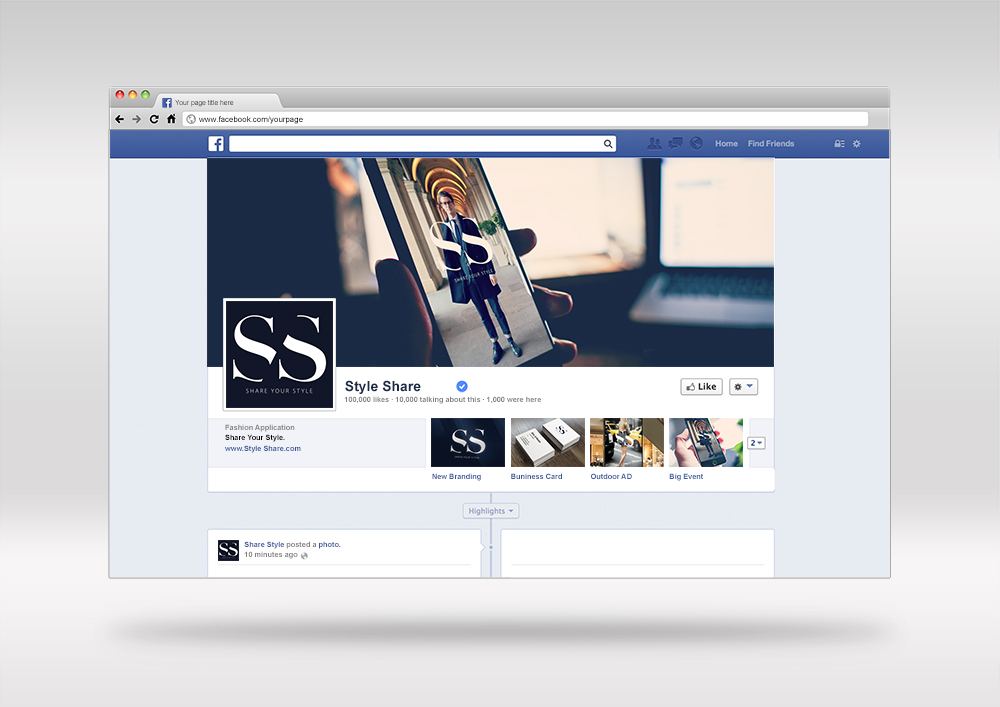 Your page title here
www.facebook.com/yourpage
f
Home
Find Friends
SS
SHARE YOUR STYLE
SS
SHARE YOUR STYLE
Style Share
Like
100,000 likes · 10,000 talking about this · 1,000 were here
Fashion Application
Share Your Style.
www.Style Share.com
SS
SS
2
New Branding
Buniness Card
Outdoor AD
Big Event
Highlights
SS
Share Style posted a photo.
10 minutes ago